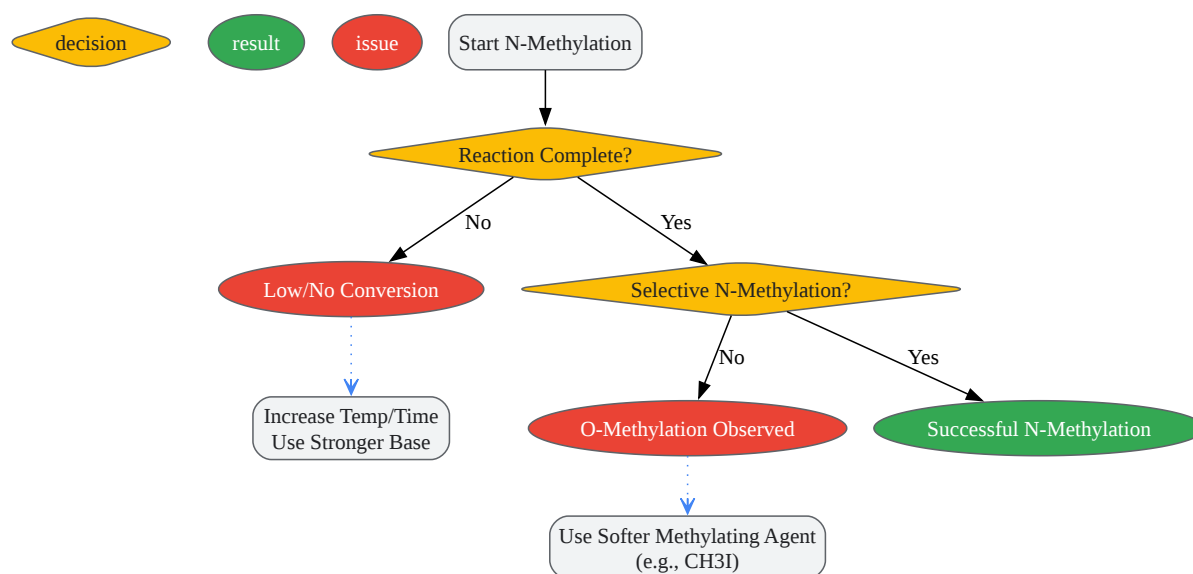 decision
result
issue
Start N-Methylation
Reaction Complete?
No
Yes
Low/No Conversion
Selective N-Methylation?
No
Yes
Increase Temp/Time
Use Stronger Base
O-Methylation Observed
Successful N-Methylation
Use Softer Methylating Agent
(e.g., CH3I)